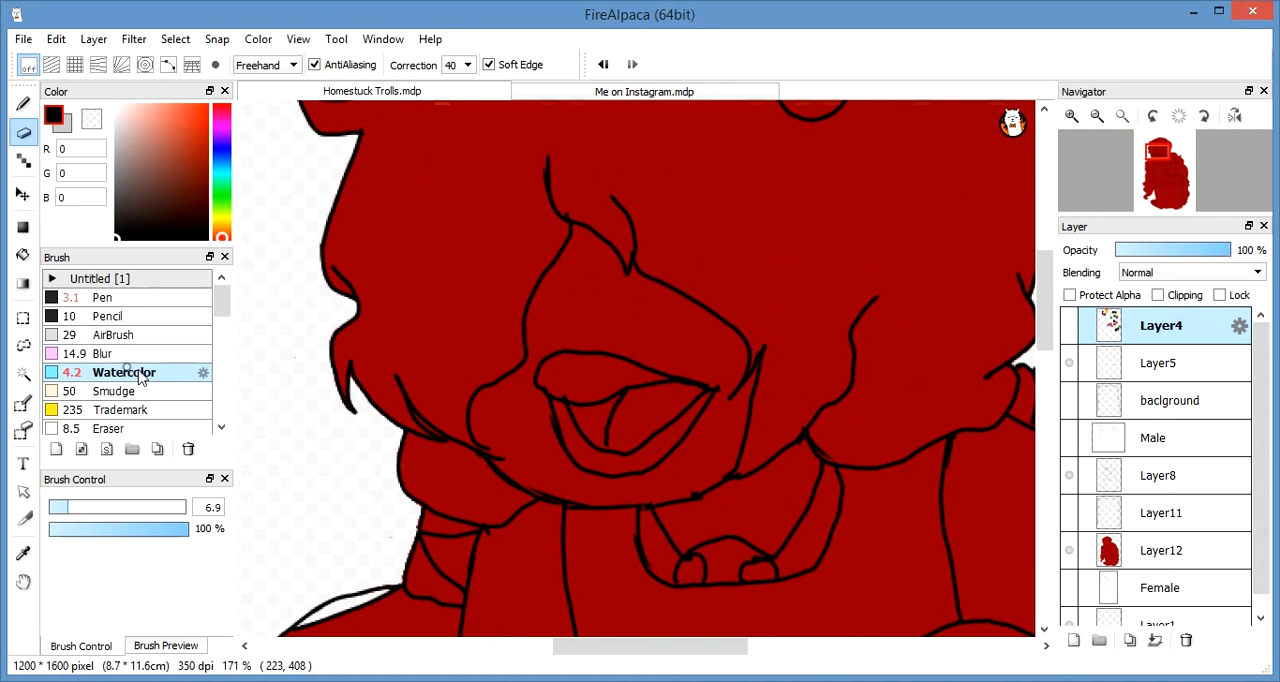 FireAlpaca (64bit)
File Edit Layer Filter Select Snap Color View Tool Window Help
off Freehand AntiAliasing Correction 40 Soft Edge
Color Homestuck Trolls.mdp Me on Instagram.mdp Navigator
R 0
G 0
B 0
Brush
Untitled [1]
3.1 Pen
10 Pencil
29 AirBrush
14.9 Blur
4.2 Watercolor
50 Smudge
235 Trademark
8.5 Eraser
Brush Control
6.9
100 %
Brush Control Brush Preview
Layer
Opacity 100 %
Blending Normal
Protect Alpha Clipping Lock
Layer4
Layer5
baclground
Male
Layer8
Layer11
Layer12
Female
Layer1
1200 * 1600 pixel (8.7 * 11.6cm) 350 dpi 171 % ( 223, 408 )